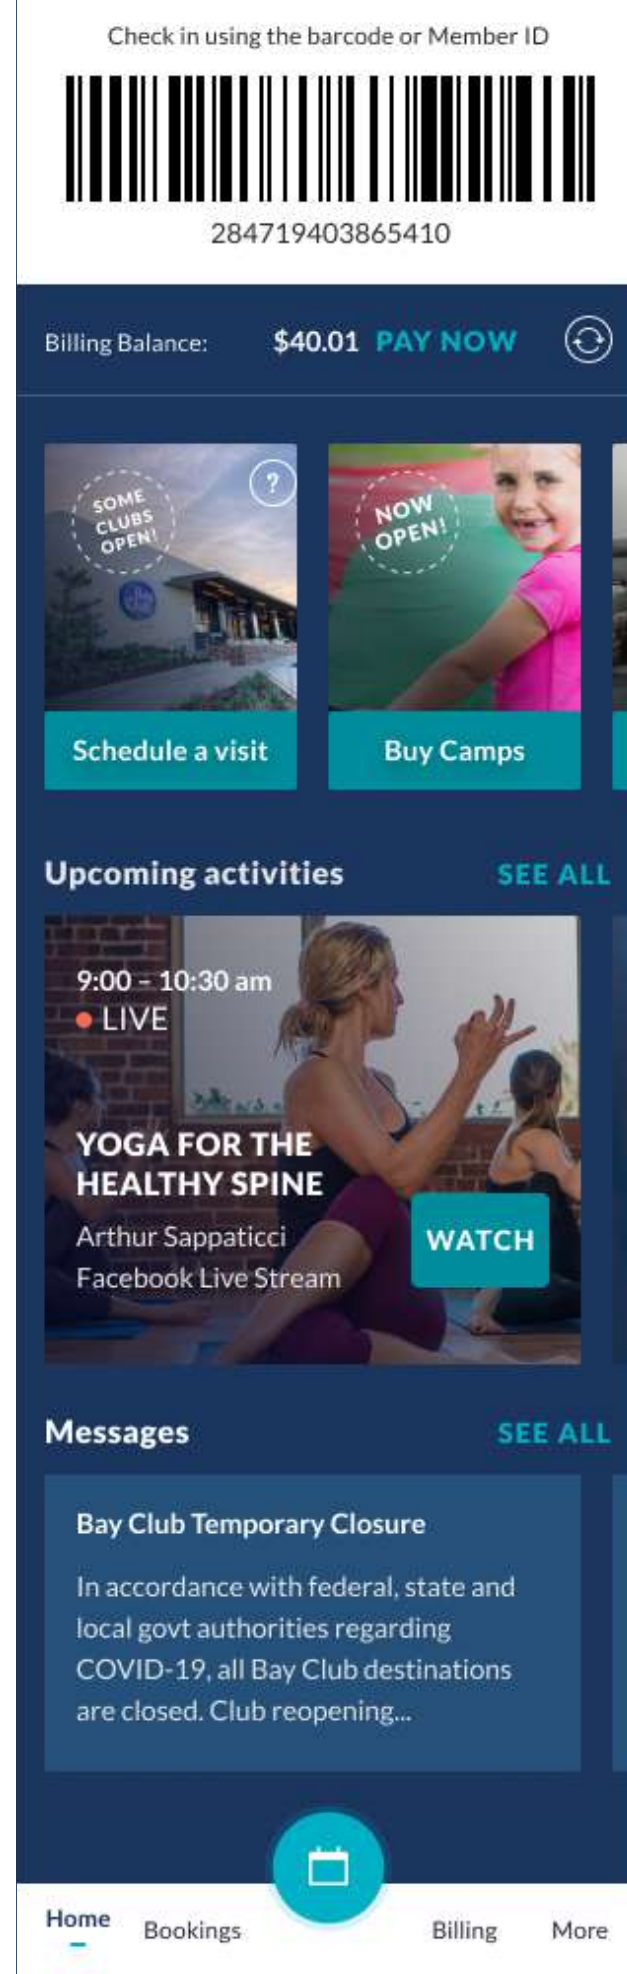 Check in using the barcode or Member ID
284719403865410
Billing Balance: $40.01 PAY NOW
SOME
CLUBS
OPEN!
?
Schedule a visit
NOW
OPEN!
Buy Camps
Upcoming activities SEE ALL
9:00 – 10:30 am
LIVE
YOGA FOR THE
HEALTHY SPINE
Arthur Sappaticci
Facebook Live Stream
WATCH
Messages SEE ALL
Bay Club Temporary Closure
In accordance with federal, state and
local govt authorities regarding
COVID-19, all Bay Club destinations
are closed. Club reopening...
Home Bookings Billing More